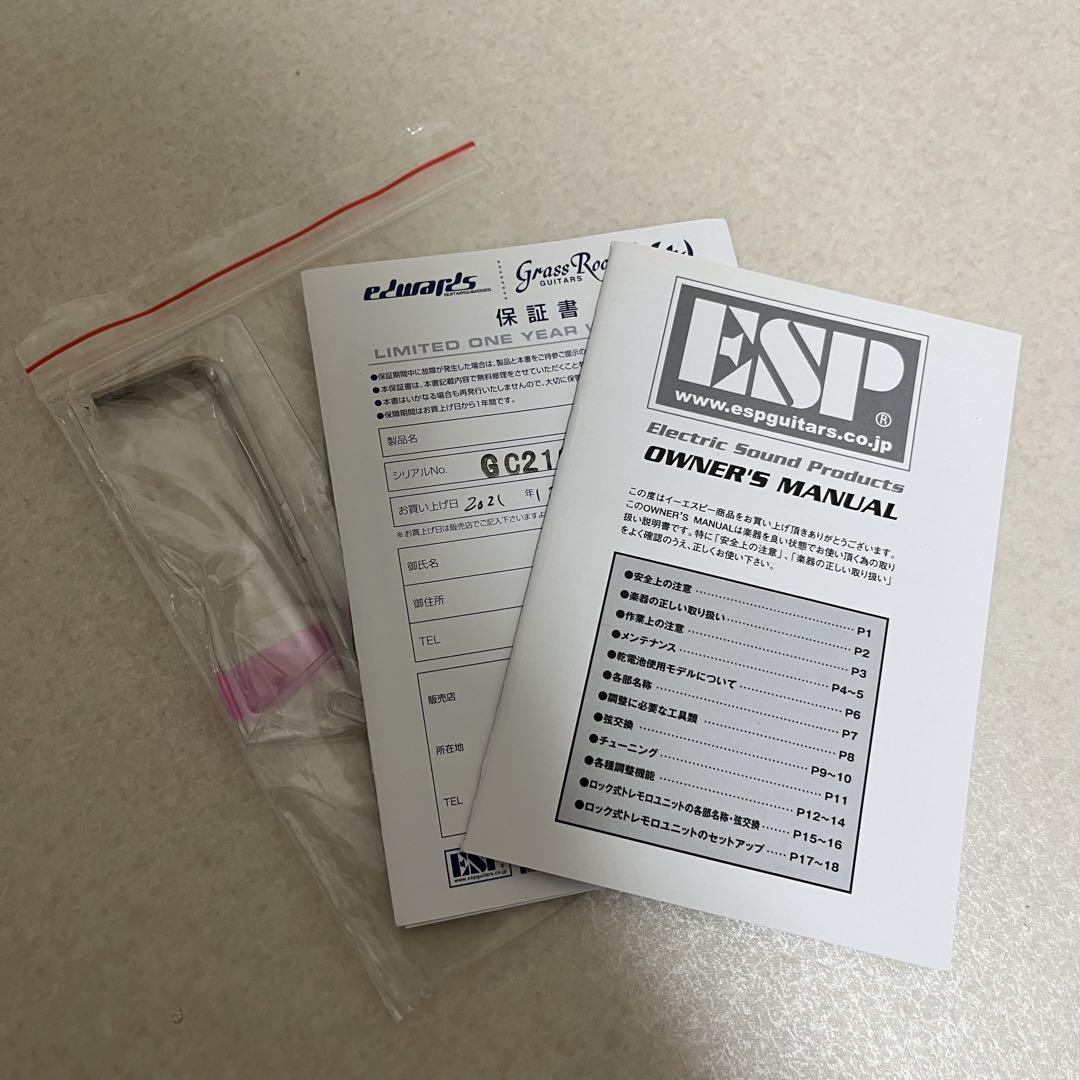 edwards
GUITARS&BASSES
Grass Roo
GUITARS
保証書
LIMITED ONE YEAR
●保証期間中に故障が発生した場合は、製品と本書をご持参ご提示の
●本保証書は、本書記載内容で無料修理をさせていただくことを
●本書はいかなる場合も再発行いたしませんので、大切に保管
●保障期間はお買上げ日から1年間です。
製品名
シリアルNo. GC21
お買い上げ日 2021 年 1
※お買上げ日は販売店でご記入下さいますよ
御氏名
御住所
TEL
販売店
所在地
TEL
ESP
www.espguitars.co.jp
ESP®
www.espguitars.co.jp
Electric Sound Products
OWNER'S MANUAL
この度はイーエスピー商品をお買い上げ頂きありがとうございます。
このOWNER'S MANUALは楽器を良い状態でお使い頂く為の取り
扱い説明書です。特に「安全上の注意」、「楽器の正しい取り扱い」
をよく確認のうえ、正しくお使い下さい。
●安全上の注意 P1
●楽器の正しい取り扱い P2
●作業上の注意 P3
●メンテナンス P4~5
●乾電池使用モデルについて P6
●各部名称 P7
●調整に必要な工具類 P8
●弦交換 P9~10
●チューニング P11
●各種調整機能 P12~14
●ロック式トレモロユニットの各部名称・弦交換 P15~16
●ロック式トレモロユニットのセットアップ P17~18